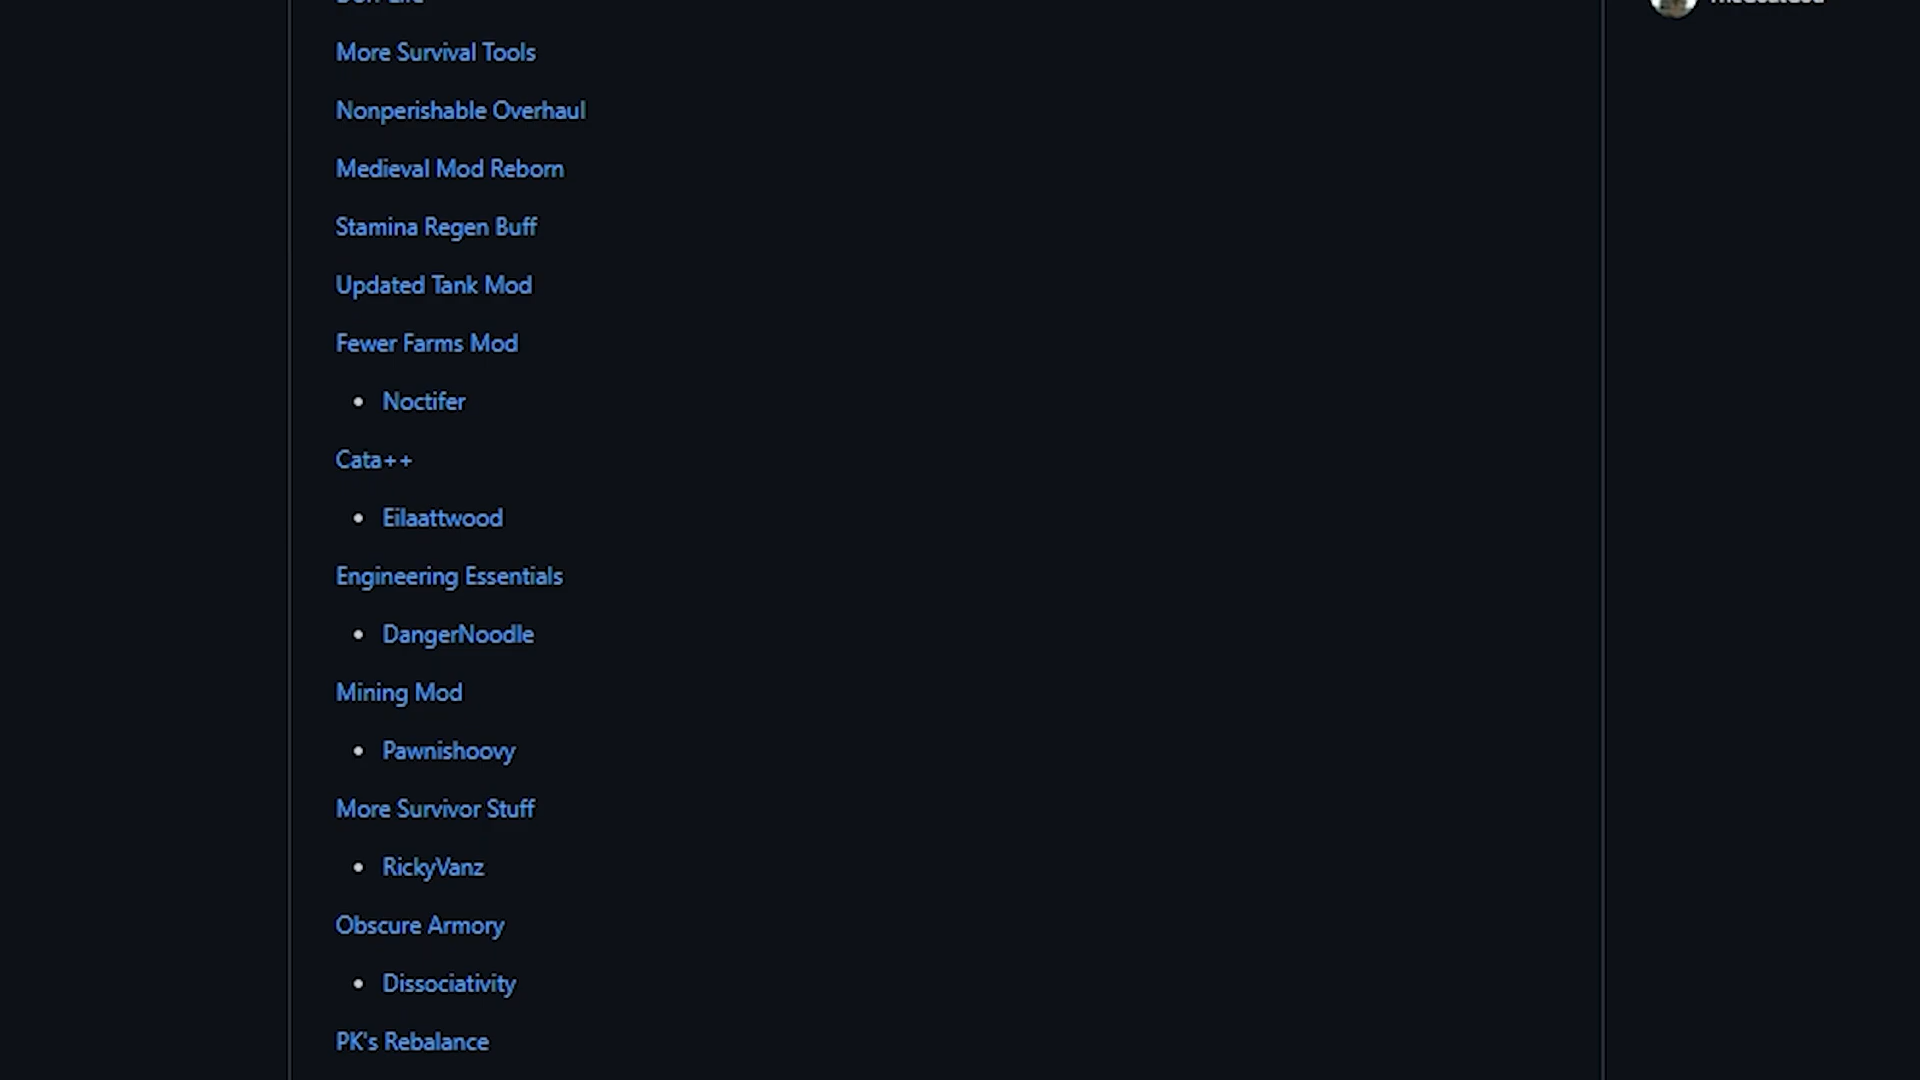 More Survival Tools
Nonperishable Overhaul
Medieval Mod Reborn
Stamina Regen Buff
Updated Tank Mod
Fewer Farms Mod
• Noctifer
Cata++
• Eilaattwood
Engineering Essentials
• DangerNoodle
Mining Mod
• Pawnishoovy
More Survivor Stuff
• RickyVanz
Obscure Armory
• Dissociativity
PK's Rebalance